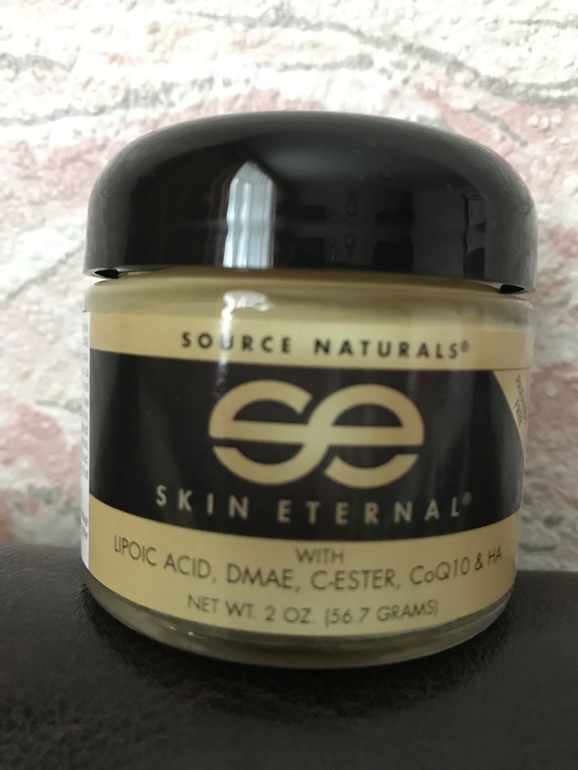 SOURCE NATURALS®
se
SKIN ETERNAL®
WITH
LIPOIC ACID, DMAE, C-ESTER, CoQ10 & HA
NET WT. 2 OZ. (56.7 GRAMS)